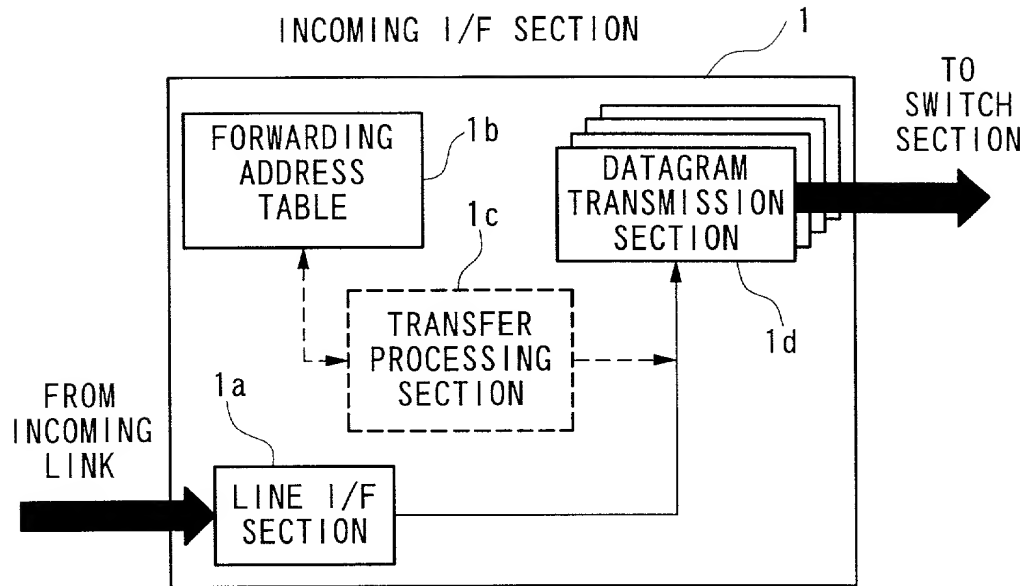 INCOMING I/F SECTION
1
TO
SWITCH
SECTION
FORWARDING
ADDRESS
TABLE
1b
DATAGRAM
TRANSMISSION
SECTION
1c
1d
TRANSFER
PROCESSING
SECTION
FROM
INCOMING
LINK
1a
LINE I/F
SECTION